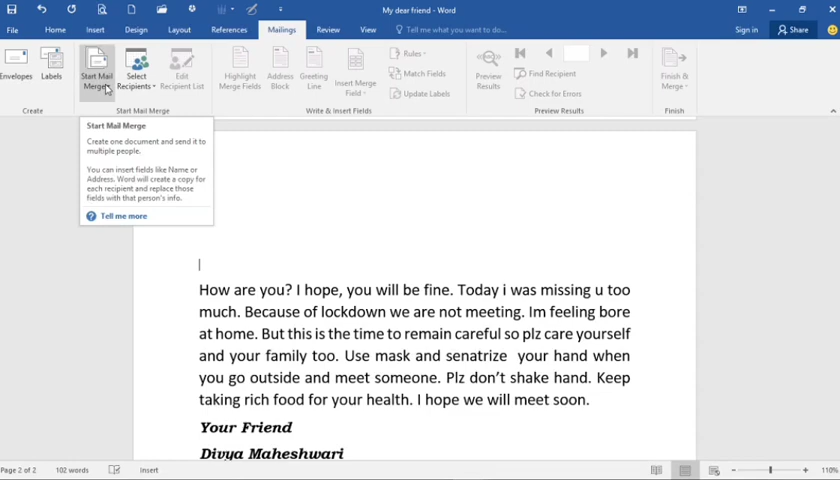 My dear friend - Word
Sign in
Share
File
Home
Insert
Design
Layout
References
Mailings
Review
View
Tell me what you want to do...
Envelopes
Labels
Start Mail
Merge
Select
Recipients
Edit
Recipient List
Highlight
Merge Fields
Address
Block
Greeting
Line
Insert Merge
Field
Rules
Match Fields
Update Labels
ABC
Preview
Results
Find Recipient
Check for Errors
Finish &
Merge
Create
Start Mail Merge
Write & Insert Fields
Preview Results
Finish
Start Mail Merge
Create one document and send it to
multiple people.
You can insert fields like Name or
Address. Word will create a copy for
each recipient and replace those
fields with that person's info.
? Tell me more
How are you? I hope, you will be fine. Today i was missing u too
much. Because of lockdown we are not meeting. Im feeling bore
at home. But this is the time to remain careful so plz care yourself
and your family too. Use mask and senatrize your hand when
you go outside and meet someone. Plz don't shake hand. Keep
taking rich food for your health. I hope we will meet soon.
Your Friend
Divya Maheshwari
Page 2 of 2
102 words
Insert
110%